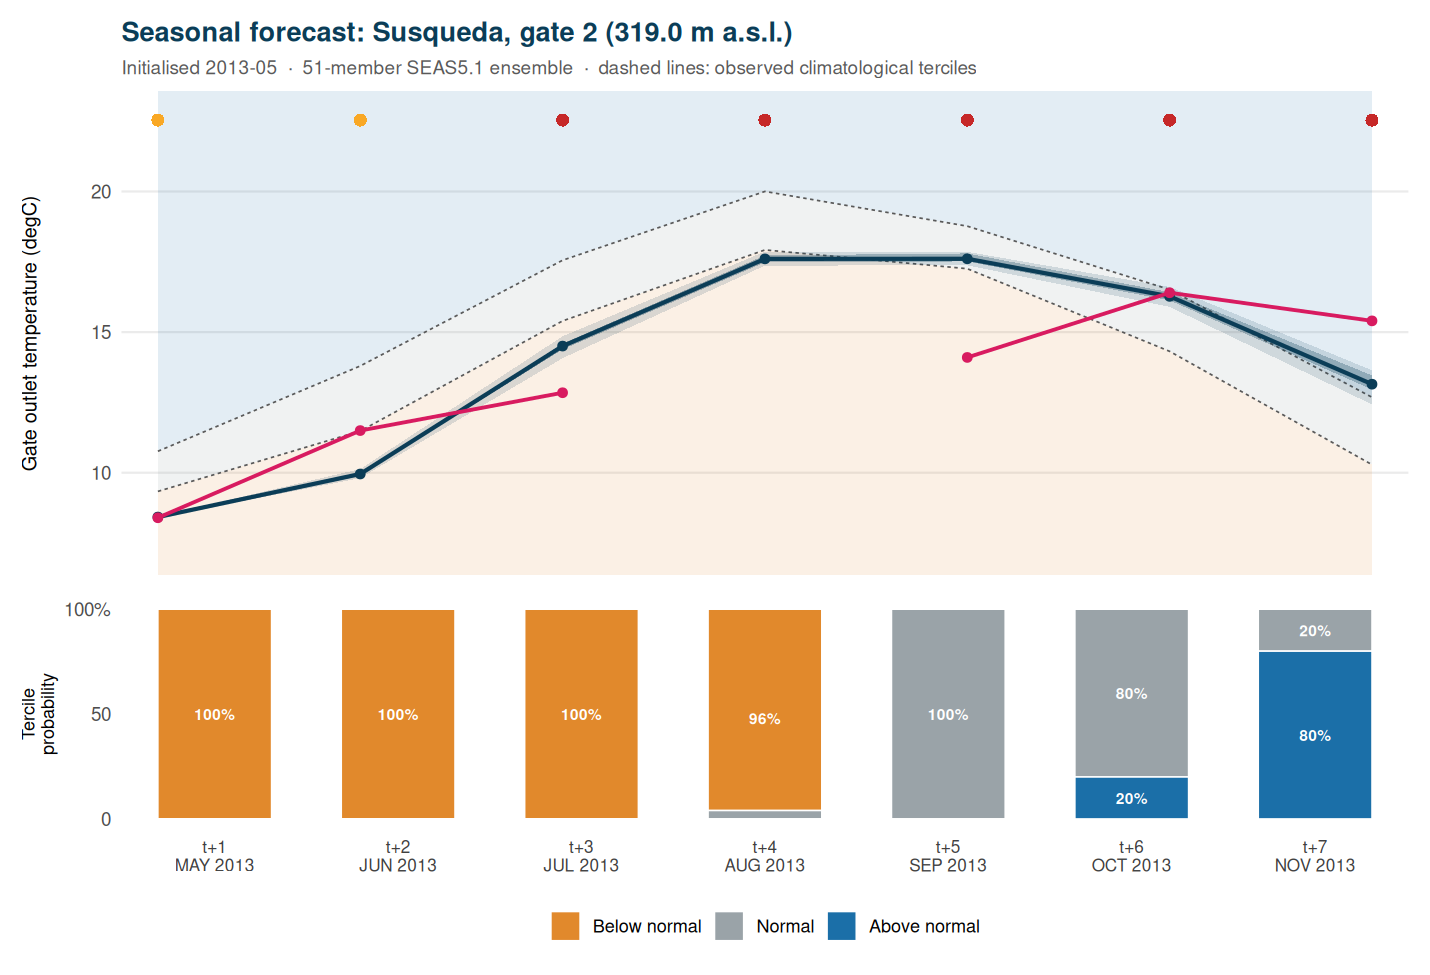 Seasonal forecast: Susqueda, gate 2 (319.0 m a.s.l.)
Initialised 2013-05 · 51-member SEAS5.1 ensemble · dashed lines: observed climatological terciles
Gate outlet temperature (degC)
20
15
10
Tercile
probability
100%
50
0
100%
100%
100%
96%
100%
80%
20%
20%
80%
t+1
MAY 2013
t+2
JUN 2013
t+3
JUL 2013
t+4
AUG 2013
t+5
SEP 2013
t+6
OCT 2013
t+7
NOV 2013
Below normal
Normal
Above normal